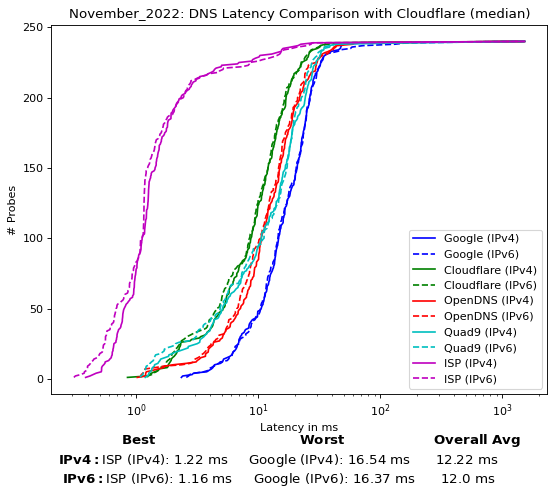 November_2022: DNS Latency Comparison with Cloudflare (median)
250
200
150
100
50
0
# Probes
Google (IPv4)
Google (IPv6)
Cloudflare (IPv4)
Cloudflare (IPv6)
OpenDNS (IPv4)
OpenDNS (IPv6)
Quad9 (IPv4)
Quad9 (IPv6)
ISP (IPv4)
ISP (IPv6)
10⁰ 10¹ 10² 10³
Latency in ms
Best Worst Overall Avg
IPv4: ISP (IPv4): 1.22 ms Google (IPv4): 16.54 ms 12.22 ms
IPv6: ISP (IPv6): 1.16 ms Google (IPv6): 16.37 ms 12.0 ms